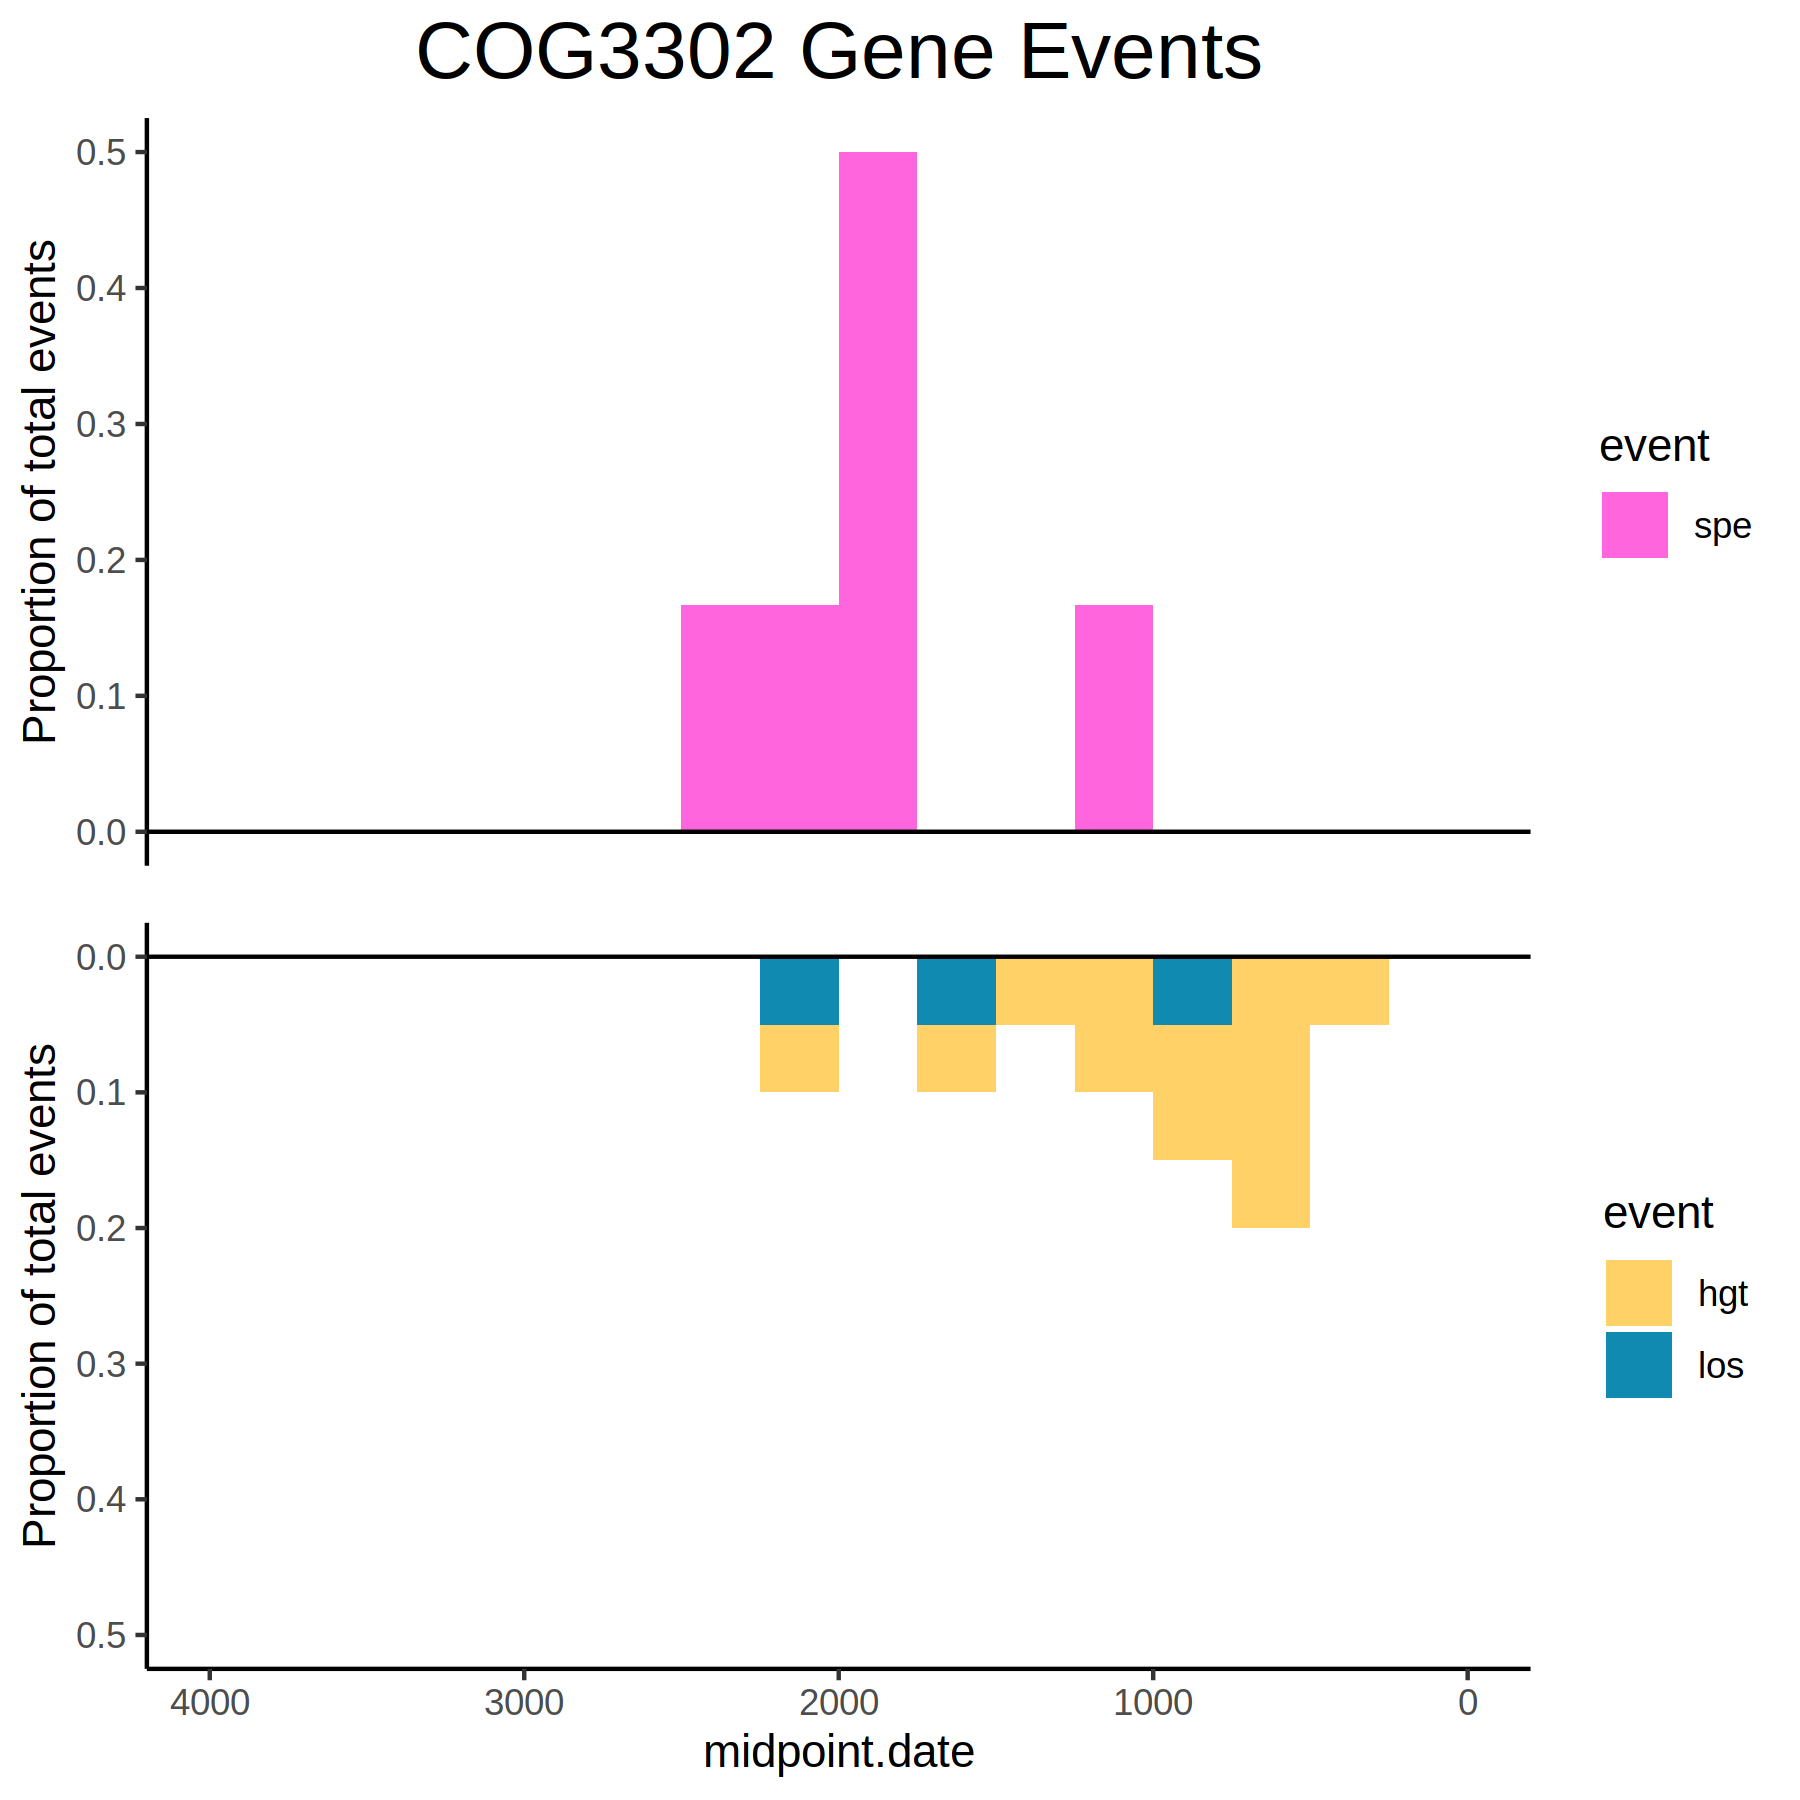 COG3302 Gene Events
Proportion of total events
0.5
0.4
0.3
0.2
0.1
0.0
event
spe
Proportion of total events
0.0
0.1
0.2
0.3
0.4
0.5
event
hgt
los
4000 3000 2000 1000 0
midpoint.date